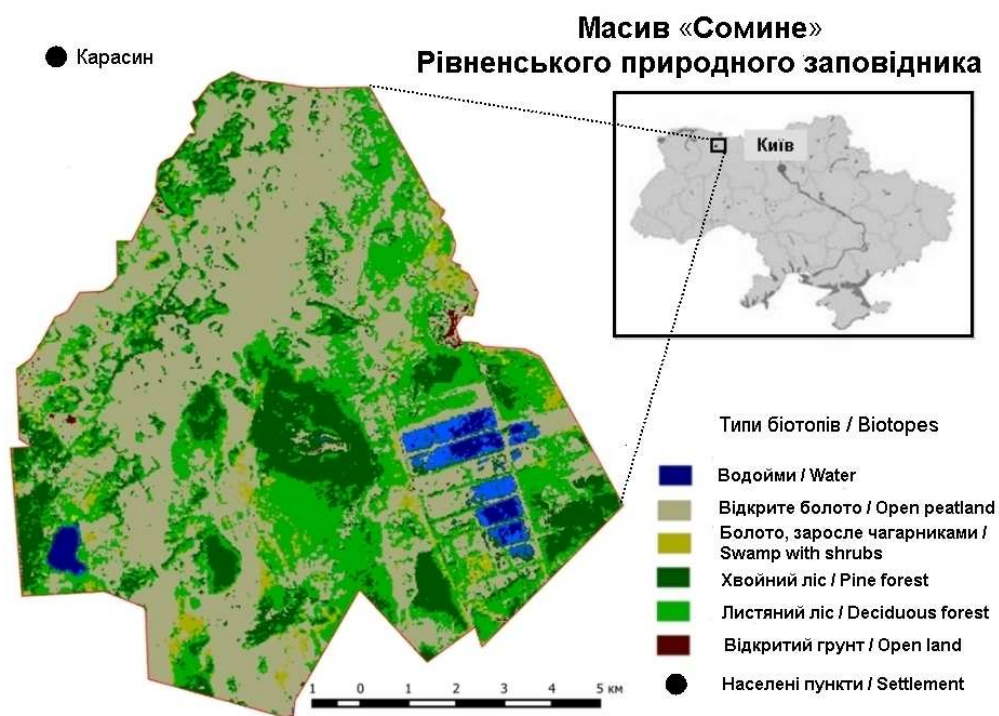 Масив «Сомине»
Рівненського природного заповідника
Карасин
Київ
Типи біотопів / Biotopes
Водойми / Water
Відкрите болото / Open peatland
Болото, заросле чагарниками /
Swamp with shrubs
Хвойний ліс / Pine forest
Листяний ліс / Deciduous forest
Відкритий грунт / Open land
Населені пункти / Settlement
1 0 1 2 3 4 5 км